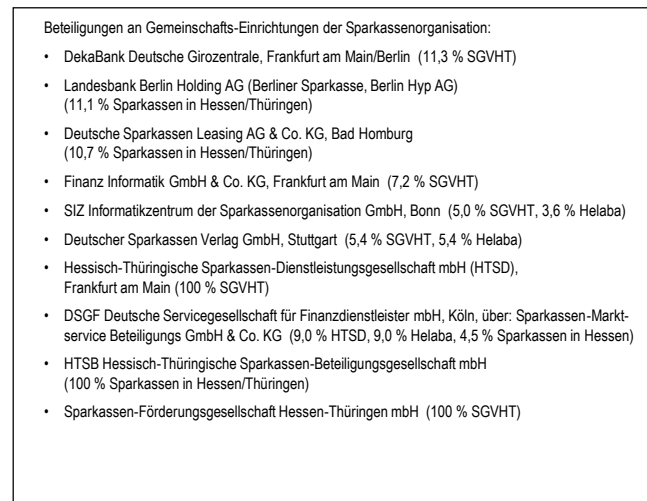 Beteiligungen an Gemeinschafts-Einrichtungen der Sparkassenorganisation:
• DekaBank Deutsche Girozentrale, Frankfurt am Main/Berlin (11,3 % SGVHT)
• Landesbank Berlin Holding AG (Berliner Sparkasse, Berlin Hyp AG)
(11,1 % Sparkassen in Hessen/Thüringen)
• Deutsche Sparkassen Leasing AG & Co. KG, Bad Homburg
(10,7 % Sparkassen in Hessen/Thüringen)
• Finanz Informatik GmbH & Co. KG, Frankfurt am Main (7,2 % SGVHT)
• SIZ Informatikzentrum der Sparkassenorganisation GmbH, Bonn (5,0 % SGVHT, 3,6 % Helaba)
• Deutscher Sparkassen Verlag GmbH, Stuttgart (5,4 % SGVHT, 5,4 % Helaba)
• Hessisch-Thüringische Sparkassen-Dienstleistungsgesellschaft mbH (HTSD),
Frankfurt am Main (100 % SGVHT)
• DSGF Deutsche Servicegesellschaft für Finanzdienstleister mbH, Köln, über: Sparkassen-Markt-
service Beteiligungs GmbH & Co. KG (9,0 % HTSD, 9,0 % Helaba, 4,5 % Sparkassen in Hessen)
• HTSB Hessisch-Thüringische Sparkassen-Beteiligungsgesellschaft mbH
(100 % Sparkassen in Hessen/Thüringen)
• Sparkassen-Förderungsgesellschaft Hessen-Thüringen mbH (100 % SGVHT)